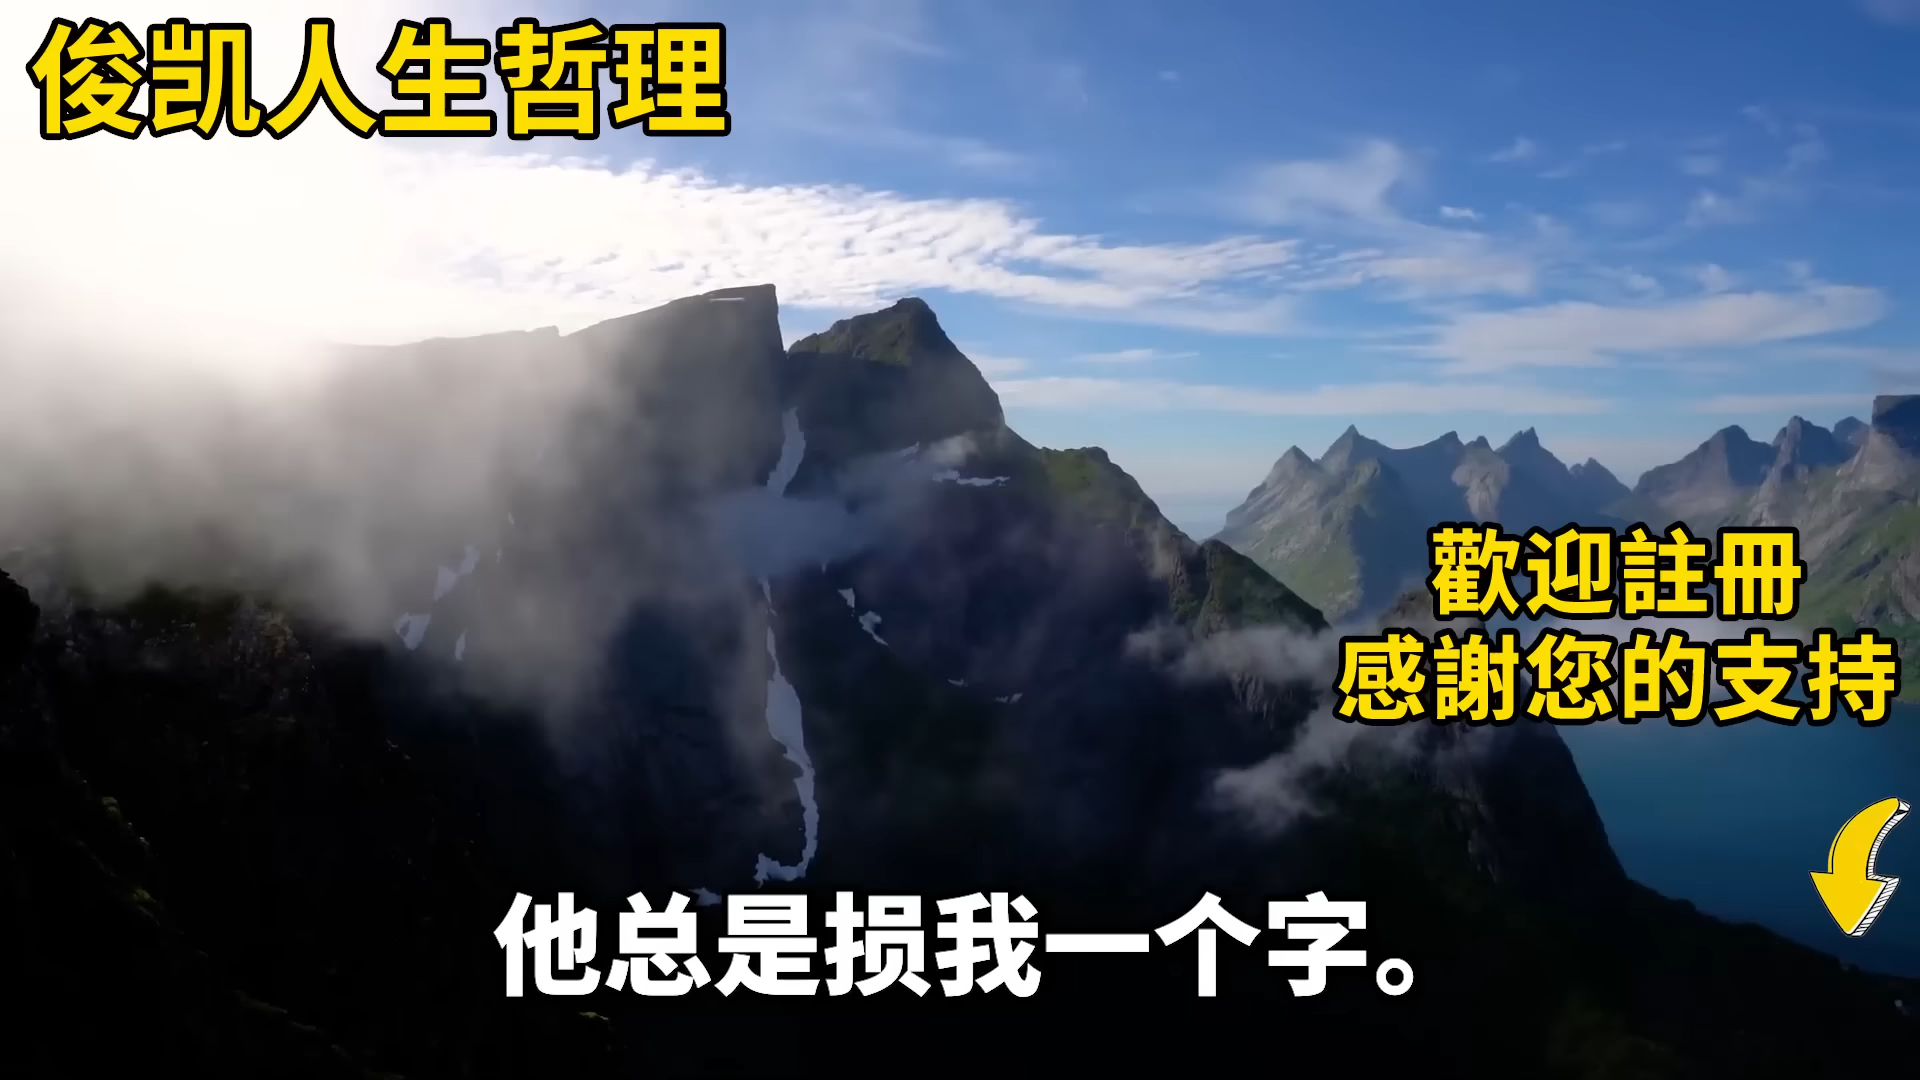 俊凯人生哲理
歡迎註冊
感謝您的支持
他总是损我一个字。